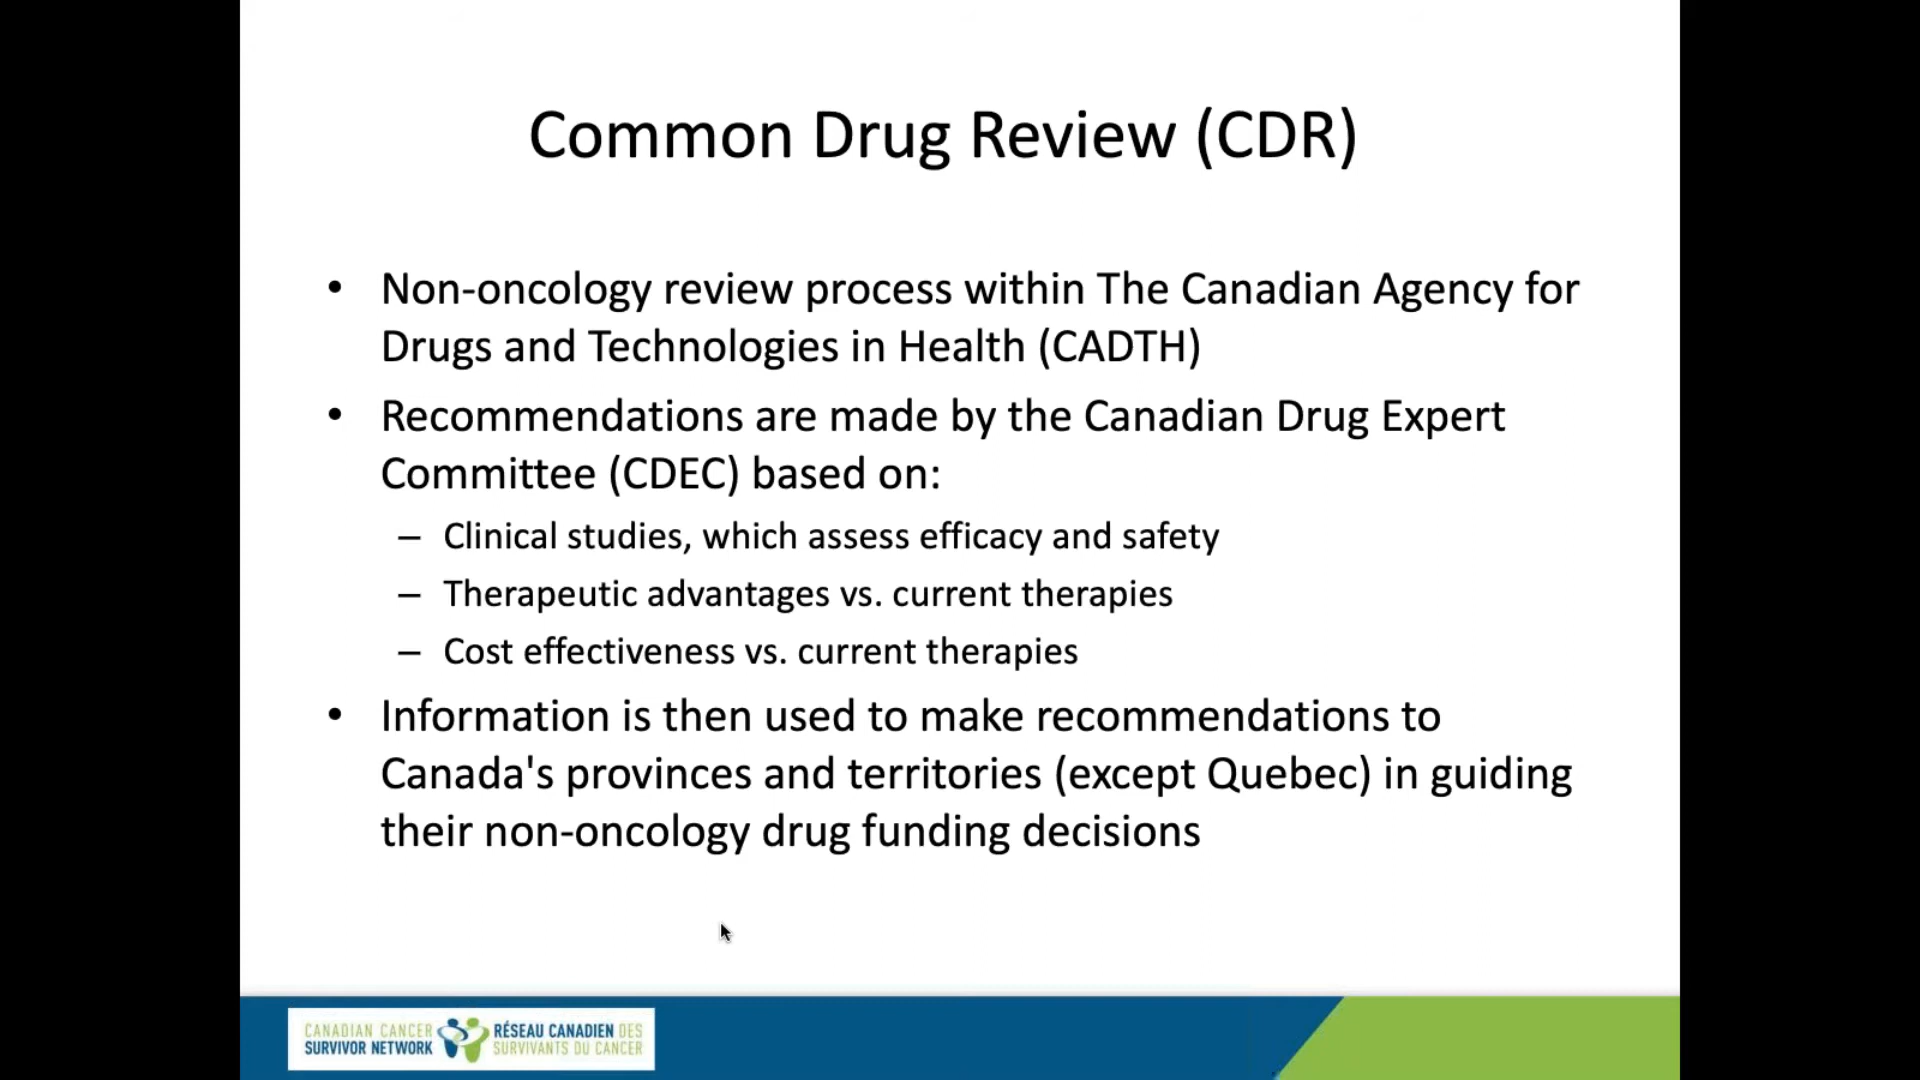 Common Drug Review (CDR)
• Non-oncology review process within The Canadian Agency for
Drugs and Technologies in Health (CADTH)
• Recommendations are made by the Canadian Drug Expert
Committee (CDEC) based on:
– Clinical studies, which assess efficacy and safety
– Therapeutic advantages vs. current therapies
– Cost effectiveness vs. current therapies
• Information is then used to make recommendations to
Canada's provinces and territories (except Quebec) in guiding
their non-oncology drug funding decisions
CANADIAN CANCER
SURVIVOR NETWORK
RÉSEAU CANADIEN DES
SURVIVANTS DU CANCER